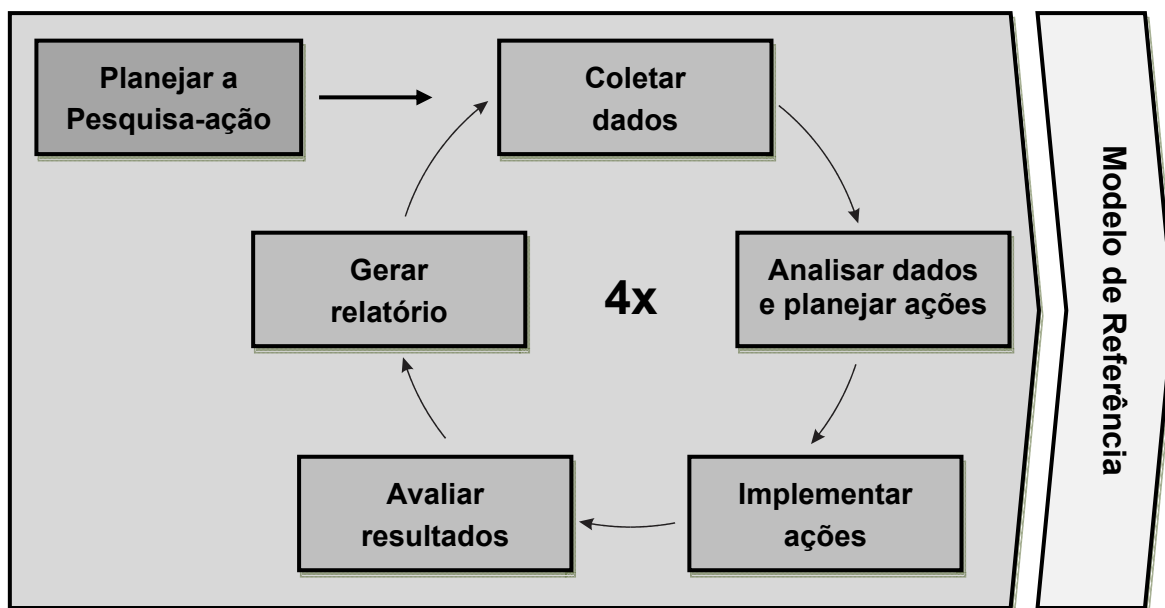 Planejar a
Pesquisa-ação
Coletar
dados
Analisar dados
e planejar ações
Implementar
ações
Avaliar
resultados
Gerar
relatório
4x
Modelo de Referência